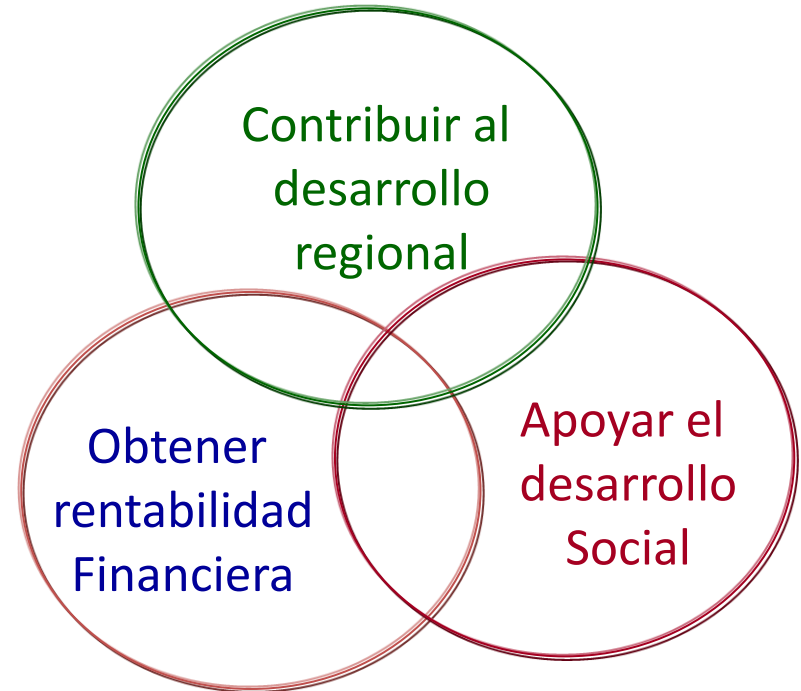 Contribuir al
desarrollo
regional
Obtener
rentabilidad
Financiera
Apoyar el
desarrollo
Social